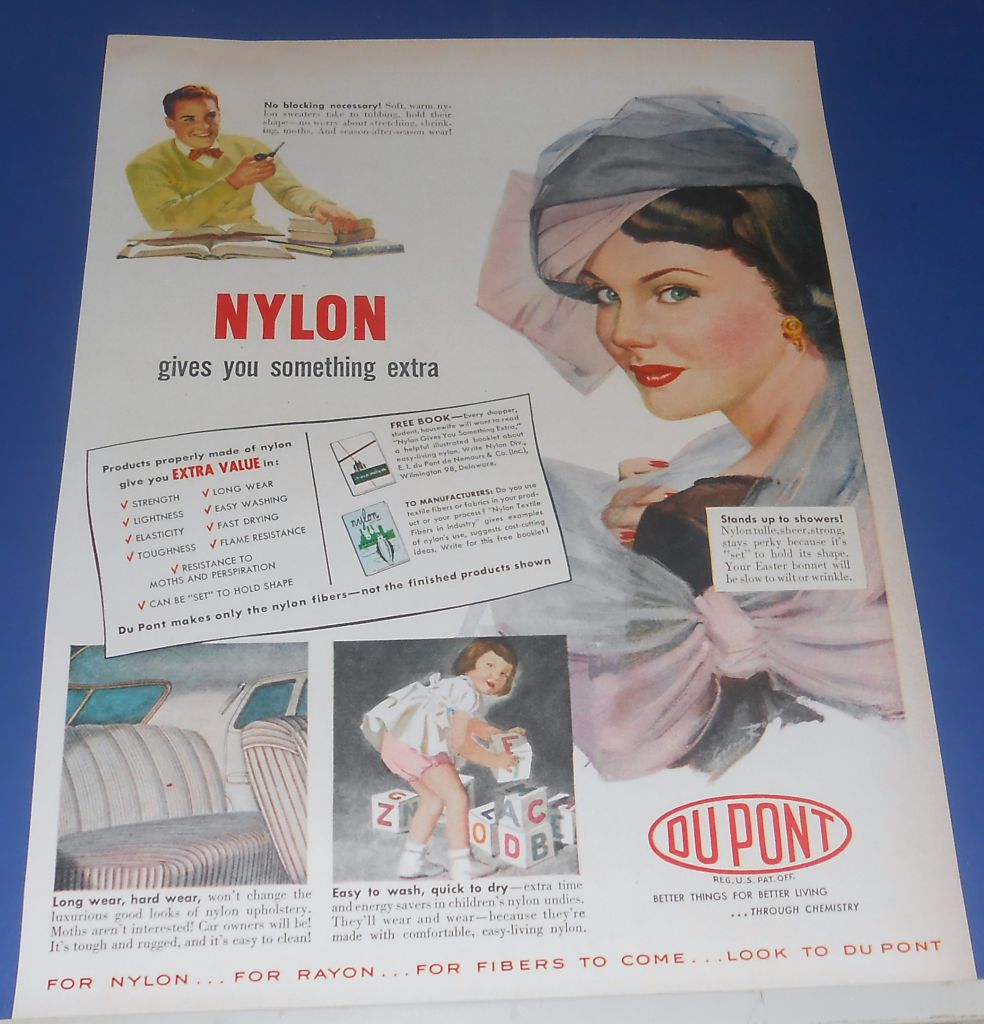 No blocking necessary! Soft, warm ny-
lon sweaters take to tubbing, hold their
shape—no worry about stretching, shrink-
ing, moths. And season-after-season wear!
NYLON
gives you something extra
Products properly made of nylon
give you EXTRA VALUE in:
STRENGTH
LIGHTNESS
ELASTICITY
TOUGHNESS
LONG WEAR
EASY WASHING
FAST DRYING
FLAME RESISTANCE
RESISTANCE TO
MOTHS AND PERSPIRATION
CAN BE "SET" TO HOLD SHAPE
FREE BOOK—Every shopper,
student, housewife will want to read
"Nylon Gives You Something Extra,"
a helpful illustrated booklet about
easy-living nylon. Write Nylon Div.,
E. I. du Pont de Nemours & Co. (Inc.),
Wilmington 98, Delaware.
nylon
TO MANUFACTURERS: Do you use
textile fibers or fabrics in your prod-
uct or your process? "Nylon Textile
Fibers in Industry" gives examples
of nylon's use, suggests cost-cutting
ideas. Write for this free booklet!
Du Pont makes only the nylon fibers—not the finished products shown
Stands up to showers!
Nylon tulle, sheer, strong,
stays perky because it's
"set" to hold its shape.
Your Easter bonnet will
be slow to wilt or wrinkle.
E
Z N
A C
O D B E
Long wear, hard wear, won't change the
luxurious good looks of nylon upholstery.
Moths aren't interested! Car owners will be!
It's tough and rugged, and it's easy to clean!
Easy to wash, quick to dry—extra time
and energy savers in children's nylon undies.
They'll wear and wear—because they're
made with comfortable, easy-living nylon.
DU PONT
REG. U.S. PAT. OFF.
BETTER THINGS FOR BETTER LIVING
...THROUGH CHEMISTRY
FOR NYLON...FOR RAYON...FOR FIBERS TO COME...LOOK TO DU PONT